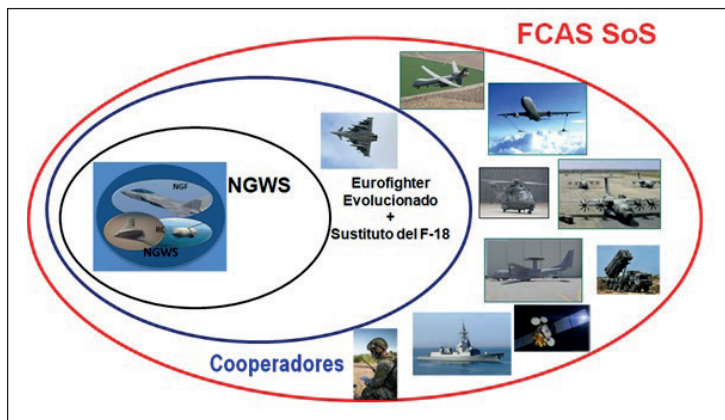 FCAS SoS
NGWS
NGF
RC
NGWS
Eurofighter
Evolucionado
+
Sustituto del F-18
Cooperadores